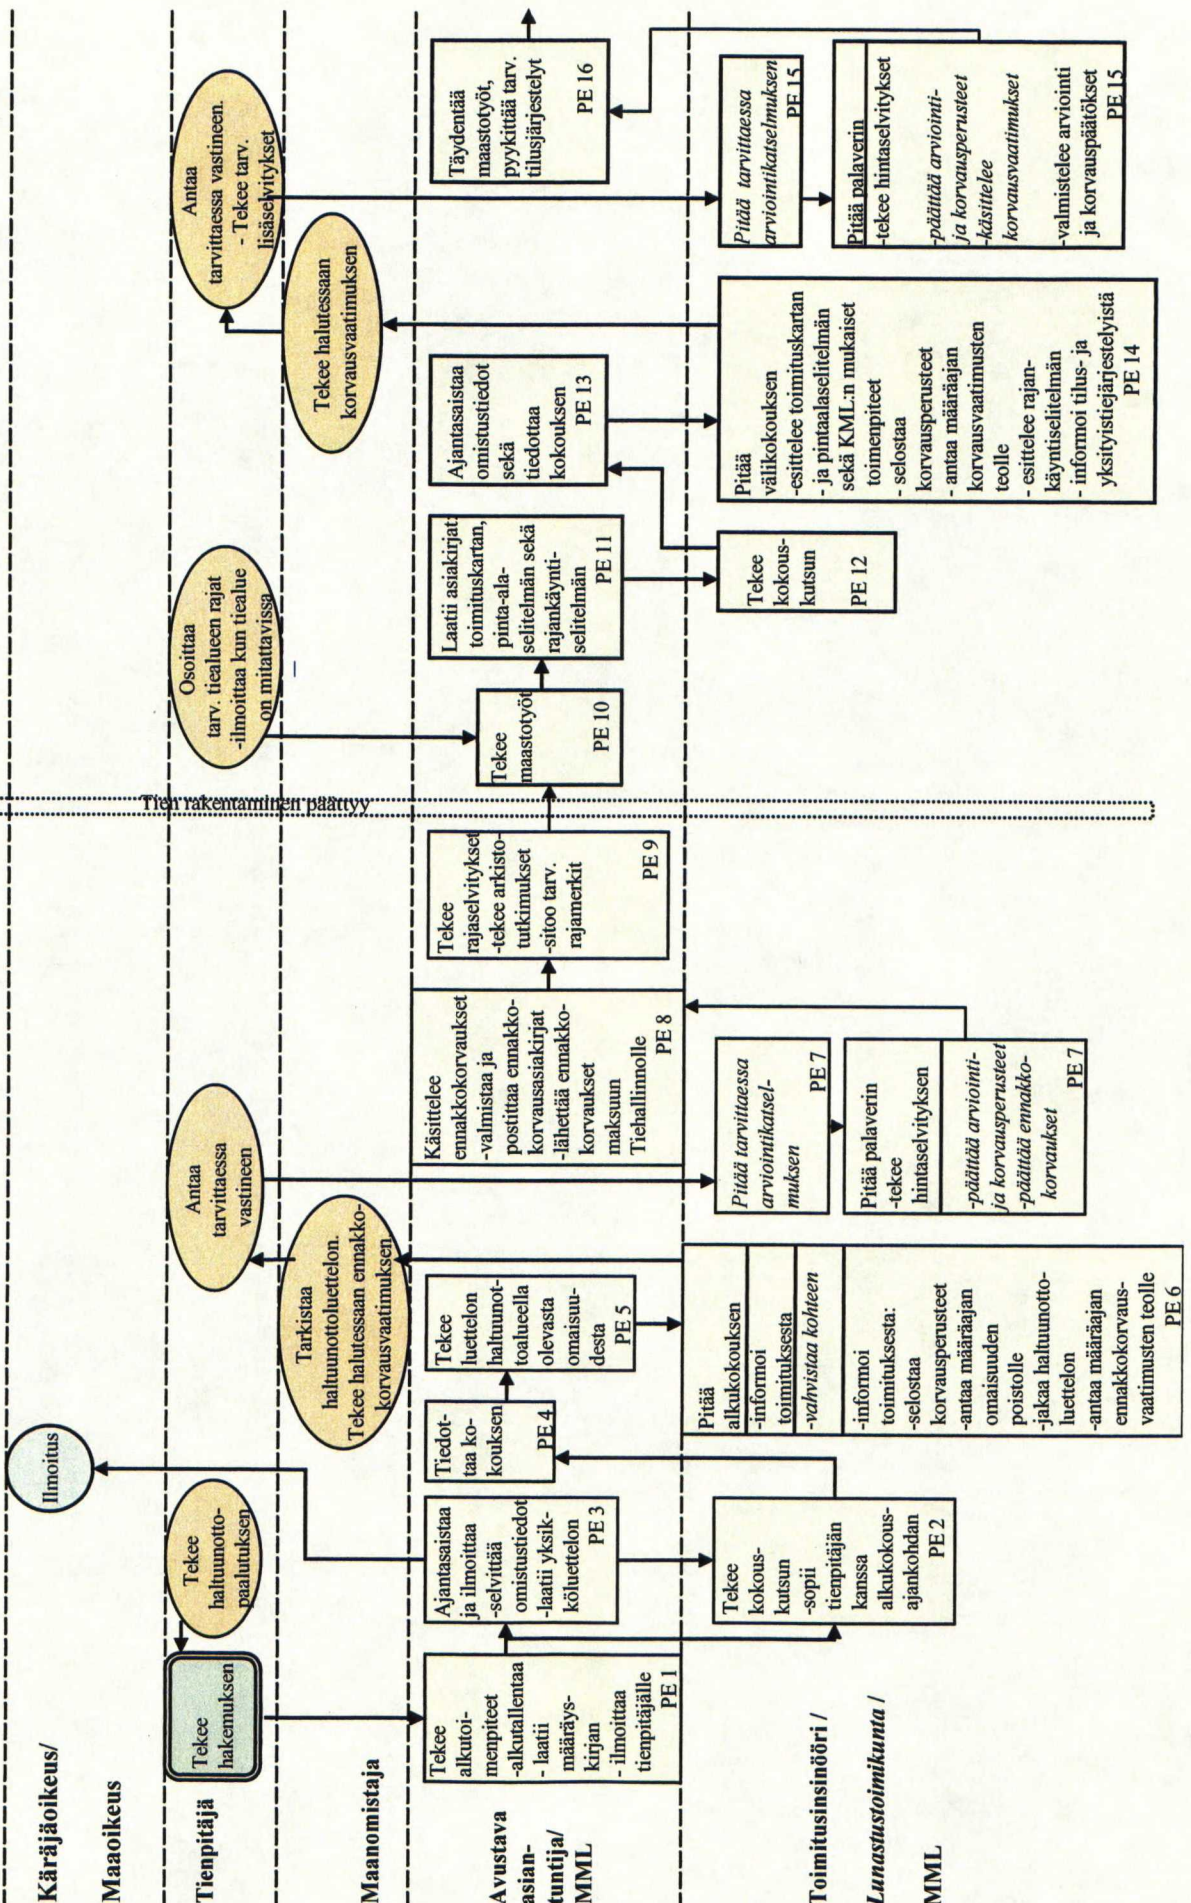 Käräjäoikeus/
Maaoikeus
Tienpitäjä
Maanomistaja
Avustava
asian-
tuntija/
MML
Toimitusinsinööri /
Lunastustoimikunta /
MML
Tekee
hakemuksen
Tekee
haltuunotto-
paalutuksen
Ilmoitus
Tekee
alkutoi-
menpiteet
-alkutallentaa
- laatii
määräys-
kirjan
- ilmoittaa
tienpitäjälle
PE 1
Ajantasaistaa
ja ilmoittaa
-selvittää
omistustiedot
-laatii yksik-
köluettelon
PE 3
Tekee
kokous-
kutsun
-sopii
tienpitäjän
kanssa
alkukokous-
ajankohdan
PE 2
Tiedot-
taa ko-
kouksen
PE 4
Tekee
luettelon
haltuunot-
toalueella
olevasta
omaisuu-
desta
PE 5
Pitää
alkukokouksen
-informoi
toimituksesta
-vahvistaa kohteen
-informoi
toimituksesta:
-selostaa
korvausperusteet
-antaa määräajan
omaisuuden
poistolle
-jakaa haltuunotto-
luettelon
-antaa määräajan
ennakkokorvaus-
vaatimusten teolle
PE 6
Tarkistaa
haltuunottoluettelon.
Tekee halutessaan ennakko-
korvausvaatimuksen
Antaa
tarvittaessa
vastineen
Pitää tarvittaessa
arviointikatsel-
muksen
PE 7
Pitää palaverin
-tekee
hintaselvityksen
-päättää arviointi-
ja korvausperusteet
-päättää ennakko-
korvaukset
PE 7
Käsittelee
ennakkokorvaukset
-valmistaa ja
postittaa ennakko-
korvausasiakirjat
-lähettää ennakko-
korvaukset
maksuun
Tiehallinnolle
PE 8
Tekee
rajaselvitykset
-tekee arkisto-
tutkimukset
-sitoo tarv.
rajamerkit
PE 9
Tien rakentaminen päättyy
Osoittaa
tarv. tiealueen rajat
-ilmoittaa kun tiealue
on mitattavissa
Tekee
maastotyöt
PE 10
Laatii asiakirjat:
toimituskartan,
pinta-ala-
selitelmän sekä
rajankäynti-
selitelmän
PE 11
Tekee
kokous-
kutsun
PE 12
Ajantasaistaa
omistustiedot
sekä
tiedottaa
kokouksen
PE 13
Pitää
välikokouksen
-esittelee toimituskartan
- ja pintaalaselitelmän
sekä KML:n mukaiset
toimenpiteet
- selostaa
korvausperusteet
- antaa määräajan
korvausvaatimusten
teolle
- esittelee rajan-
käyntiselitelmän
- informoi tilus- ja
yksityistiejärjestelyistä
PE 14
Tekee halutessaan
korvausvaatimuksen
Antaa
tarvittaessa vastineen.
- Tekee tarv.
lisäselvitykset
Pitää tarvittaessa
arviointikatselmuksen
PE 15
Pitää palaverin
-tekee hintaselvitykset
-päättää arviointi-
ja korvausperusteet
-käsittelee
korvausvaatimukset
-valmistelee arviointi
ja korvauspäätökset
PE 15
Täydentää
maastotyöt,
pyykittää tarv.
tilusjärjestelyt
PE 16